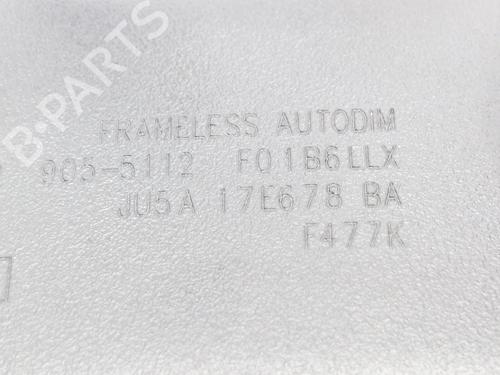 B-PARTS
FRAMELESS AUTODIM
905-5112 F01B6LLX
JU5A 17E678 BA
F477K